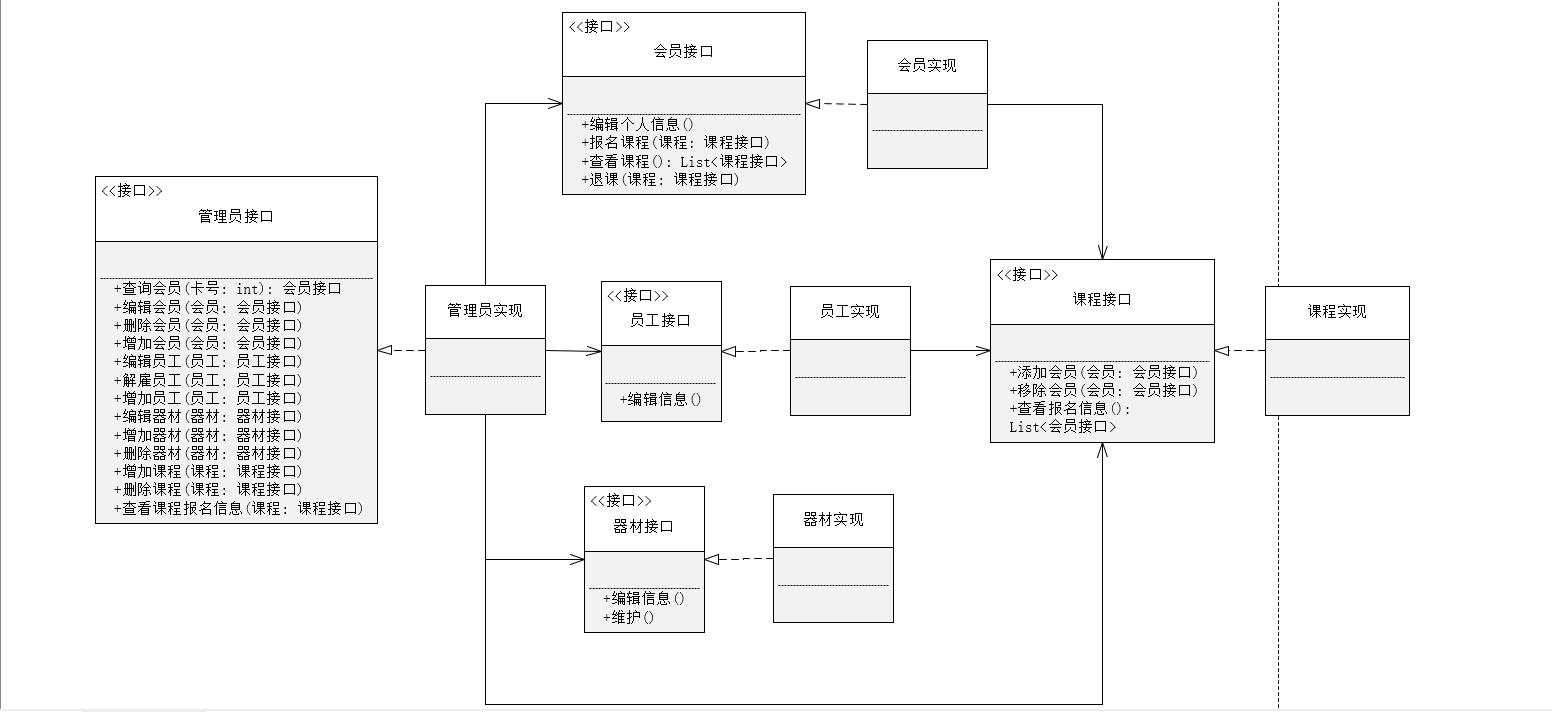 <<接口>>
会员接口
+编辑个人信息()
+报名课程(课程: 课程接口)
+查看课程(): List<课程接口>
+退课(课程: 课程接口)
会员实现
<<接口>>
管理员接口
+查询会员(卡号: int): 会员接口
+编辑会员(会员: 会员接口)
+删除会员(会员: 会员接口)
+增加会员(会员: 会员接口)
+编辑员工(员工: 员工接口)
+解雇员工(员工: 员工接口)
+增加员工(员工: 员工接口)
+编辑器材(器材: 器材接口)
+增加器材(器材: 器材接口)
+删除器材(器材: 器材接口)
+增加课程(课程: 课程接口)
+删除课程(课程: 课程接口)
+查看课程报名信息(课程: 课程接口)
管理员实现
<<接口>>
员工接口
+编辑信息()
员工实现
<<接口>>
课程接口
+添加会员(会员: 会员接口)
+移除会员(会员: 会员接口)
+查看报名信息():
List<会员接口>
课程实现
<<接口>>
器材接口
+编辑信息()
+维护()
器材实现